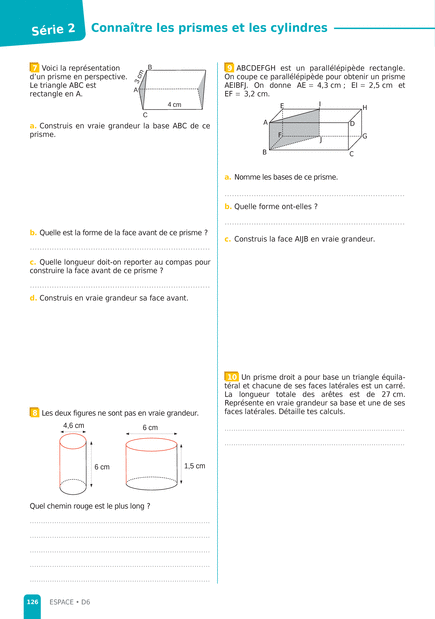 Série 2
Connaître les prismes et les cylindres
7 Voici la représentation
d'un prisme en perspective.
Le triangle ABC est
rectangle en A.
B
3 cm
A
4 cm
C
a. Construis en vraie grandeur la base ABC de ce
prisme.
b. Quelle est la forme de la face avant de ce prisme ?
c. Quelle longueur doit-on reporter au compas pour
construire la face avant de ce prisme ?
d. Construis en vraie grandeur sa face avant.
8 Les deux figures ne sont pas en vraie grandeur.
4,6 cm
6 cm
6 cm
1,5 cm
Quel chemin rouge est le plus long ?
9 ABCDEFGH est un parallélépipède rectangle.
On coupe ce parallélépipède pour obtenir un prisme
AEIBFJ. On donne AE = 4,3 cm ; EI = 2,5 cm et
EF = 3,2 cm.
E
I
H
A
D
F
J
G
B
C
a. Nomme les bases de ce prisme.
b. Quelle forme ont-elles ?
c. Construis la face AIJB en vraie grandeur.
10 Un prisme droit a pour base un triangle équila-
téral et chacune de ses faces latérales est un carré.
La longueur totale des arêtes est de 27 cm.
Représente en vraie grandeur sa base et une de ses
faces latérales. Détaille tes calculs.
126
ESPACE • D6